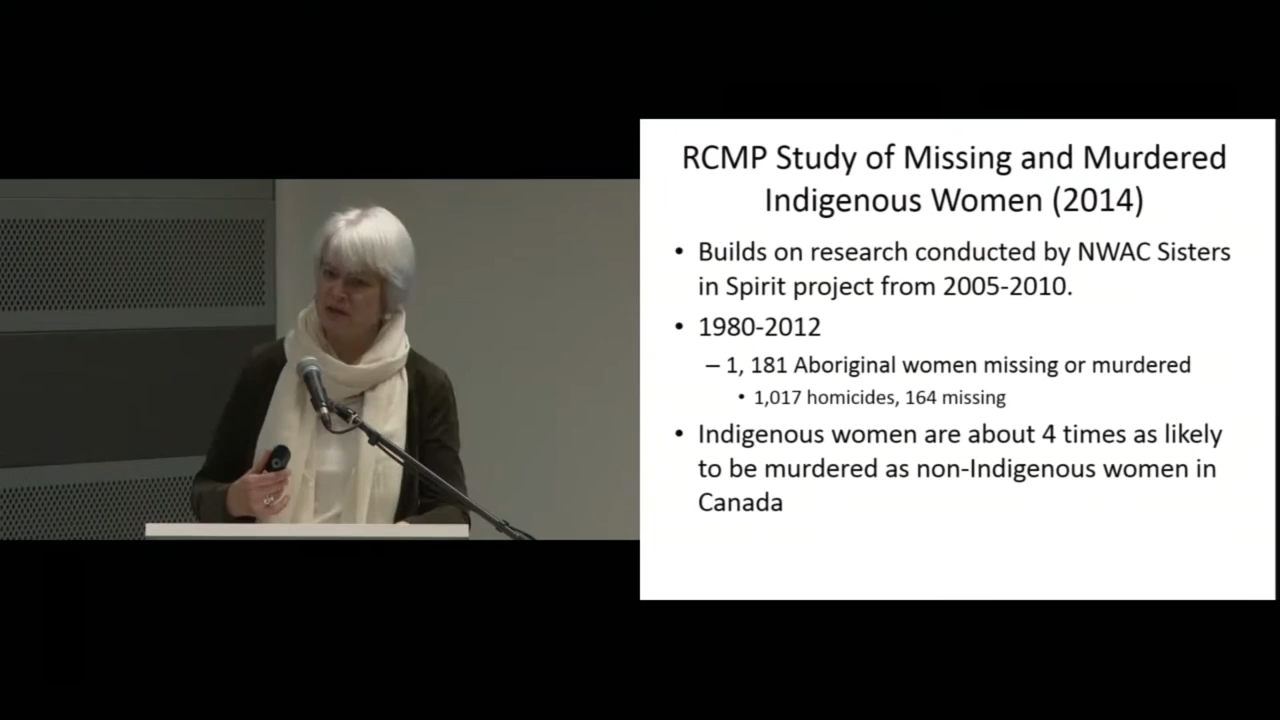 RCMP Study of Missing and Murdered
Indigenous Women (2014)
• Builds on research conducted by NWAC Sisters
in Spirit project from 2005-2010.
• 1980-2012
– 1, 181 Aboriginal women missing or murdered
• 1,017 homicides, 164 missing
• Indigenous women are about 4 times as likely
to be murdered as non-Indigenous women in
Canada